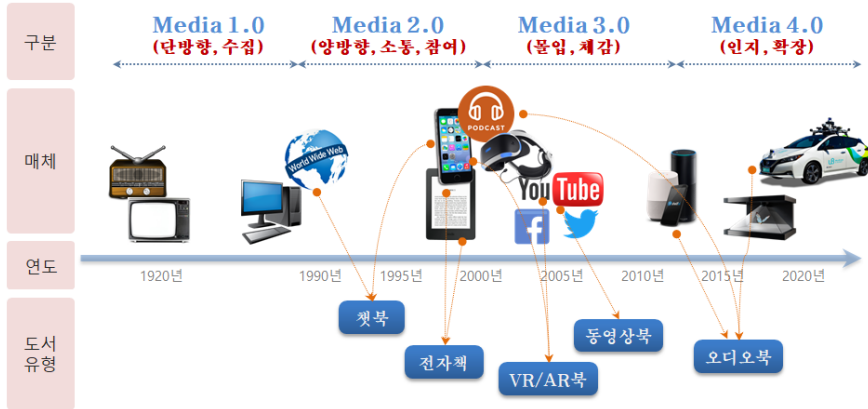 구분
Media 1.0
(단방향, 수집)
Media 2.0
(양방향, 소통, 참여)
Media 3.0
(몰입, 체감)
Media 4.0
(인지, 확장)
매체
World Wide Web
PODCAST
YouTube
f
연도
1920년
1990년
1995년
2000년
2005년
2010년
2015년
2020년
도서
유형
챗북
전자책
VR/AR북
동영상북
오디오북